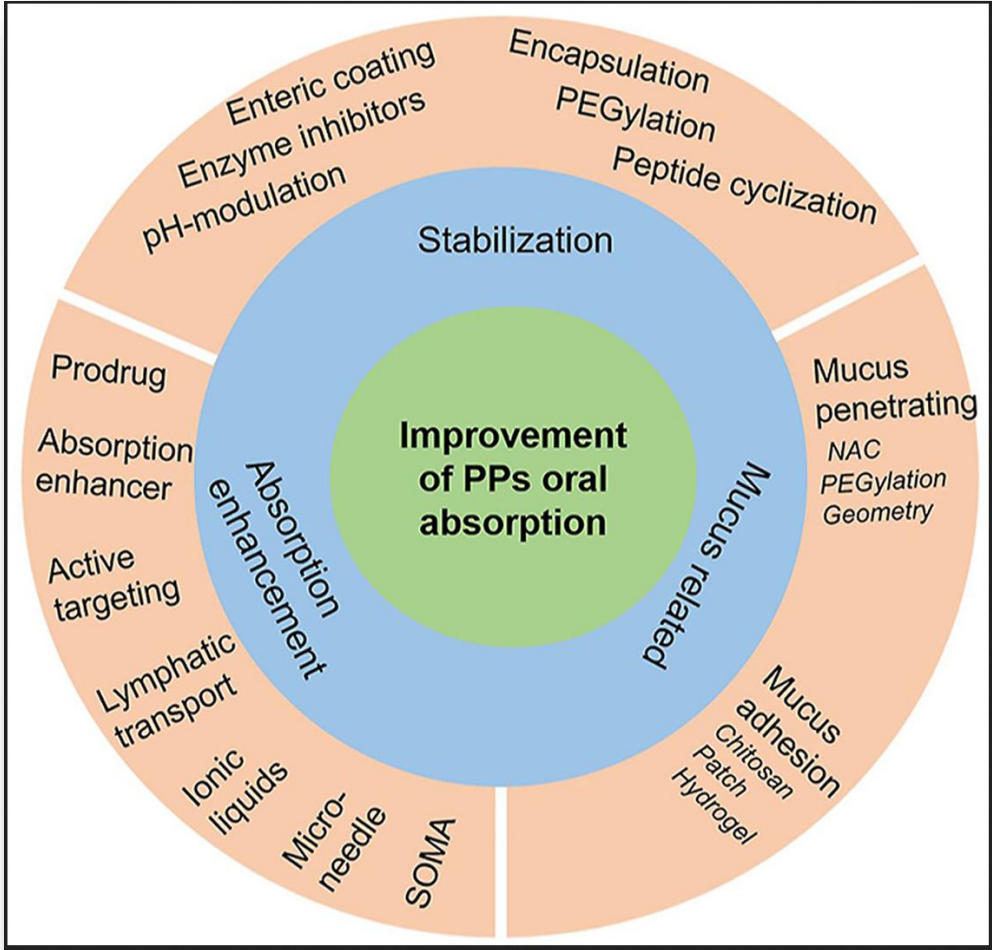 Improvement
of PPs oral
absorption
Stabilization
Enteric coating
Enzyme inhibitors
pH-modulation
Encapsulation
PEGylation
Peptide cyclization
Mucus related
Mucus
penetrating
NAC
PEGylation
Geometry
Mucus
adhesion
Chitosan
Patch
Hydrogel
Absorption
enhancement
Prodrug
Absorption
enhancer
Active
targeting
Lymphatic
transport
Ionic
liquids
Micro-
needle
SOMA